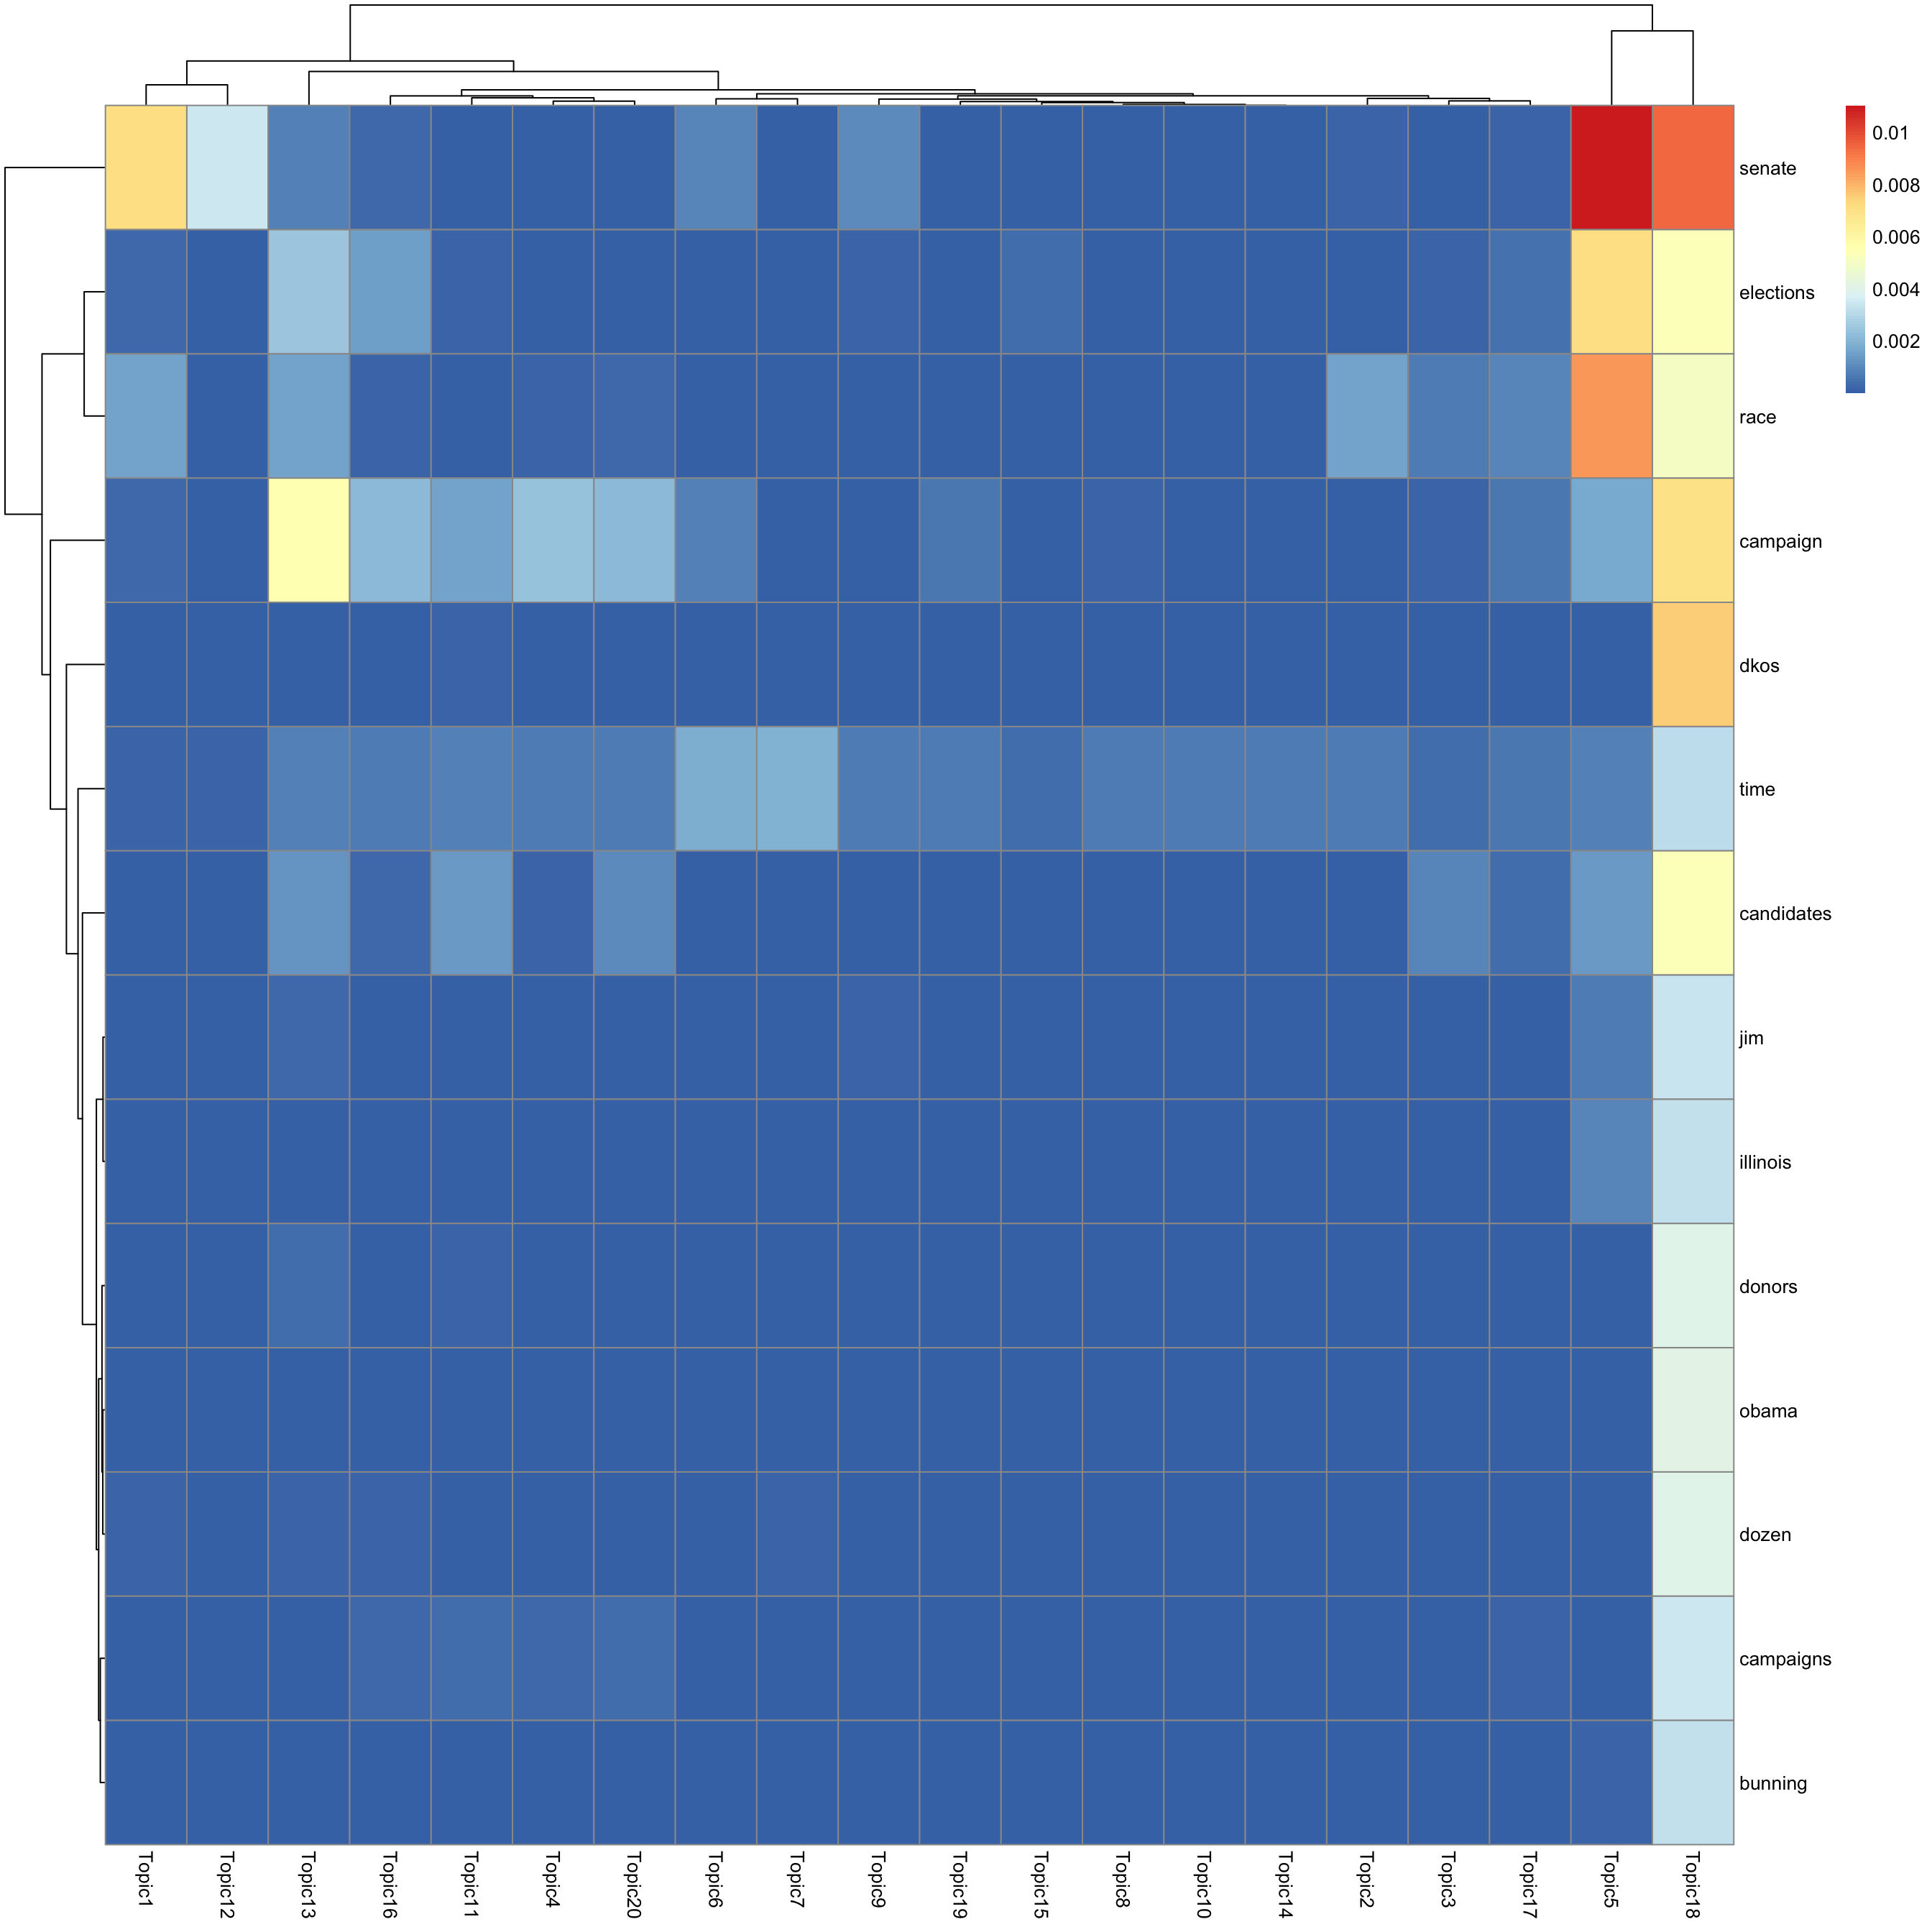 0.01
0.008
0.006
0.004
0.002
senate
elections
race
campaign
dkos
time
candidates
jim
illinois
donors
obama
dozen
campaigns
bunning
Topic1
Topic12
Topic13
Topic16
Topic11
Topic4
Topic20
Topic6
Topic7
Topic9
Topic19
Topic15
Topic8
Topic10
Topic14
Topic2
Topic3
Topic17
Topic5
Topic18